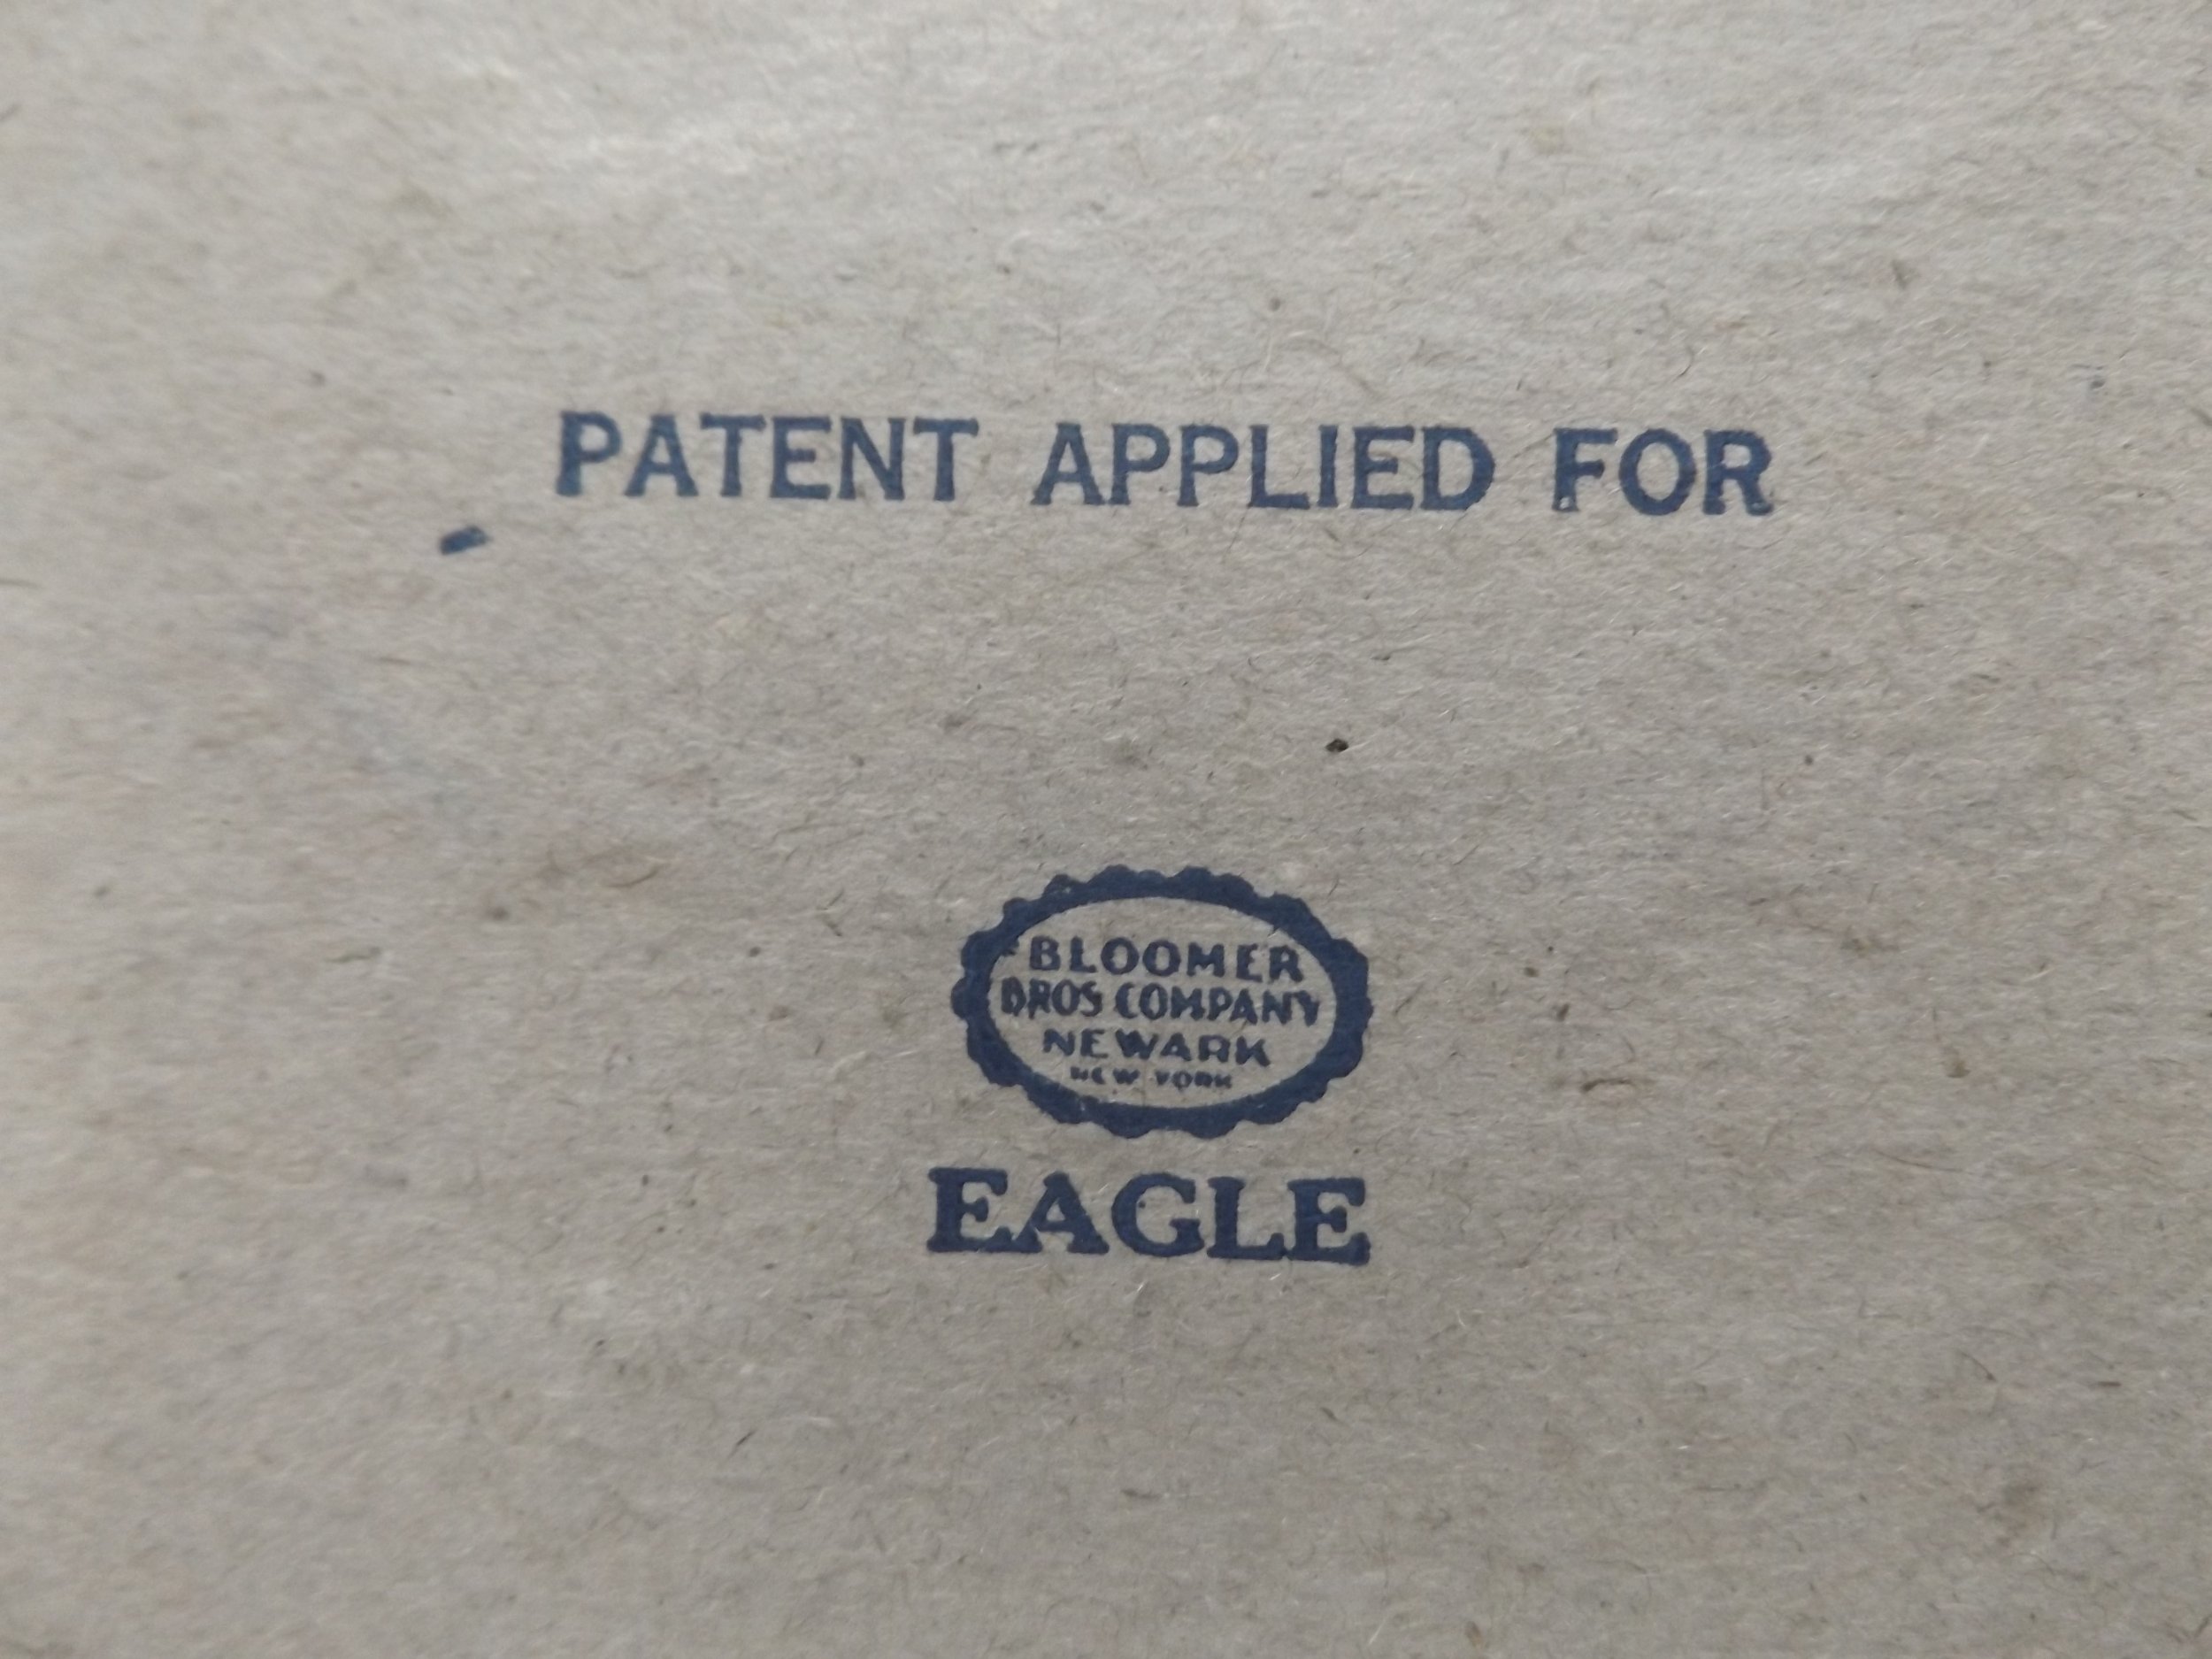 PATENT APPLIED FOR
BLOOMER
BROS COMPANY
NEWARK
NEW YORK
EAGLE